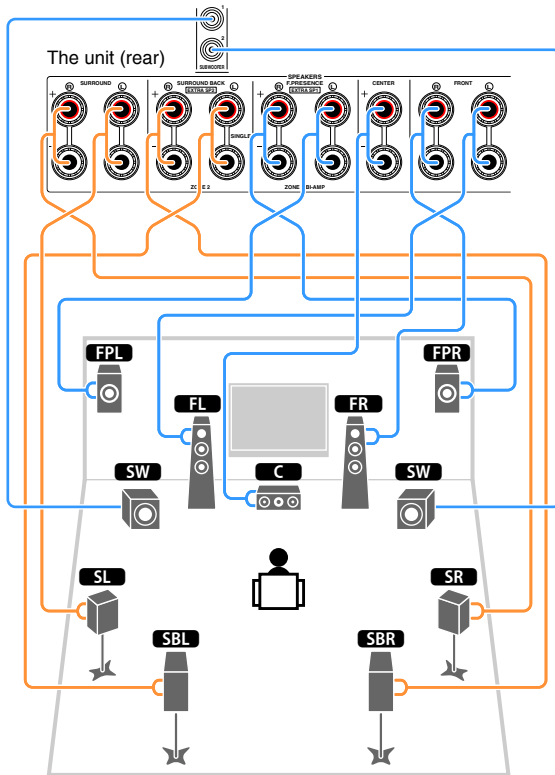 1
2
SUBWOOFER
The unit (rear)
SPEAKERS
SURROUND
SURROUND BACK
F.PRESENCE
CENTER
FRONT
R
L
R
EXTRA SP2
L
R
EXTRA SP1
L
R
L
+
+
+
+
+
SINGLE
−
−
−
−
−
ZONE 2
BI-AMP
FPL
FPR
FL
FR
SW
C
SW
SL
SR
SBL
SBR